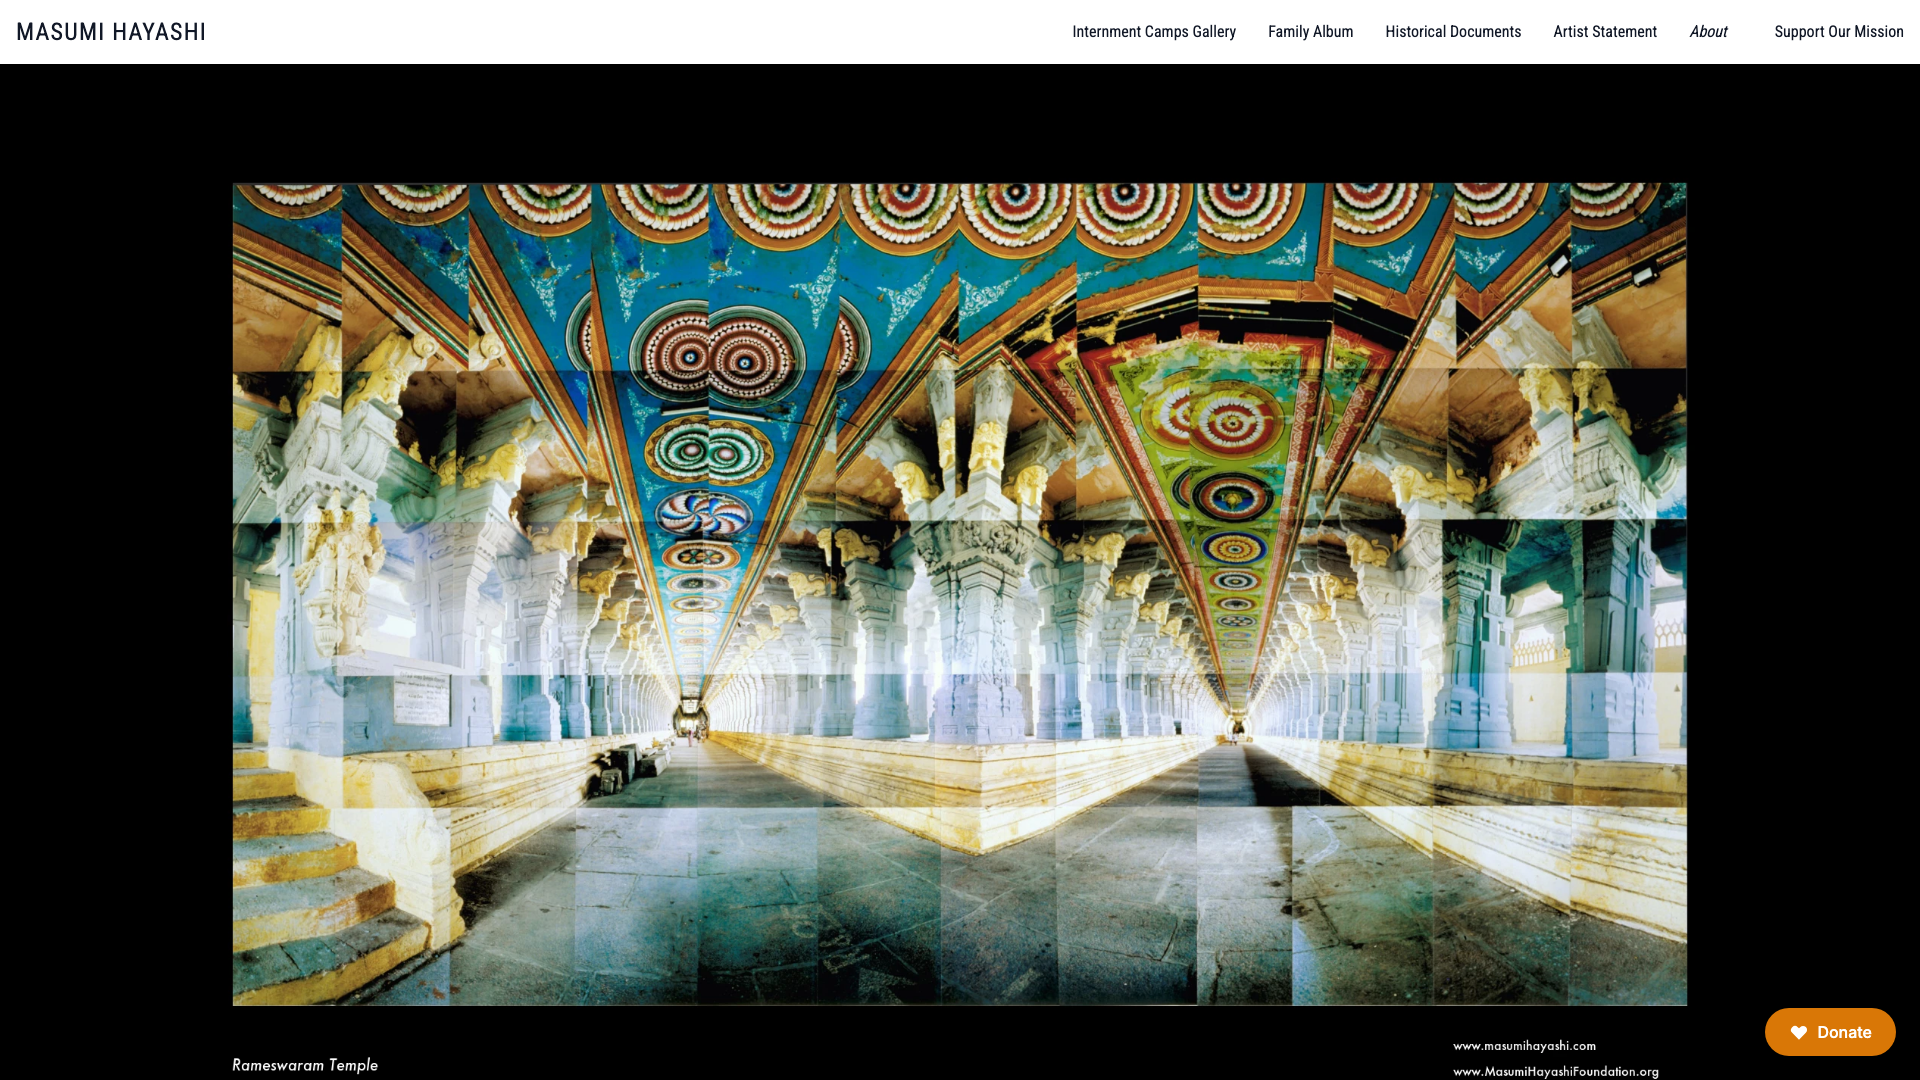 MASUMI HAYASHI
Internment Camps Gallery
Family Album
Historical Documents
Artist Statement
About
Support Our Mission
Rameswaram Temple
www.masumihayashi.com
www.MasumiHayashiFoundation.org
Donate